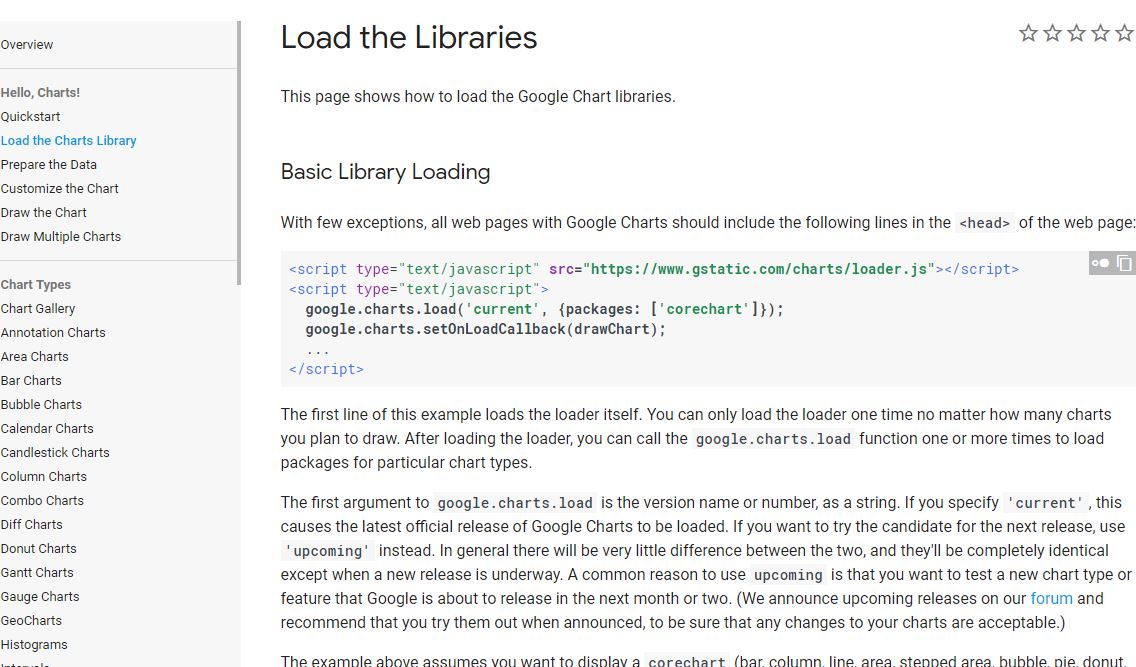 Overview
Hello, Charts!
Quickstart
Load the Charts Library
Prepare the Data
Customize the Chart
Draw the Chart
Draw Multiple Charts
Chart Types
Chart Gallery
Annotation Charts
Area Charts
Bar Charts
Bubble Charts
Calendar Charts
Candlestick Charts
Column Charts
Combo Charts
Diff Charts
Donut Charts
Gantt Charts
Gauge Charts
GeoCharts
Histograms
Intervals
Load the Libraries
This page shows how to load the Google Chart libraries.
Basic Library Loading
With few exceptions, all web pages with Google Charts should include the following lines in the <head> of the web page:
<script type="text/javascript" src="https://www.gstatic.com/charts/loader.js"></script>
<script type="text/javascript">
  google.charts.load('current', {packages: ['corechart']});
  google.charts.setOnLoadCallback(drawChart);
  ...
</script>
The first line of this example loads the loader itself. You can only load the loader one time no matter how many charts
you plan to draw. After loading the loader, you can call the google.charts.load function one or more times to load
packages for particular chart types.
The first argument to google.charts.load is the version name or number, as a string. If you specify 'current', this
causes the latest official release of Google Charts to be loaded. If you want to try the candidate for the next release, use
'upcoming' instead. In general there will be very little difference between the two, and they'll be completely identical
except when a new release is underway. A common reason to use upcoming is that you want to test a new chart type or
feature that Google is about to release in the next month or two. (We announce upcoming releases on our forum and
recommend that you try them out when announced, to be sure that any changes to your charts are acceptable.)
The example above assumes you want to display a corechart (bar, column, line, area, stepped area, bubble, pie, donut,